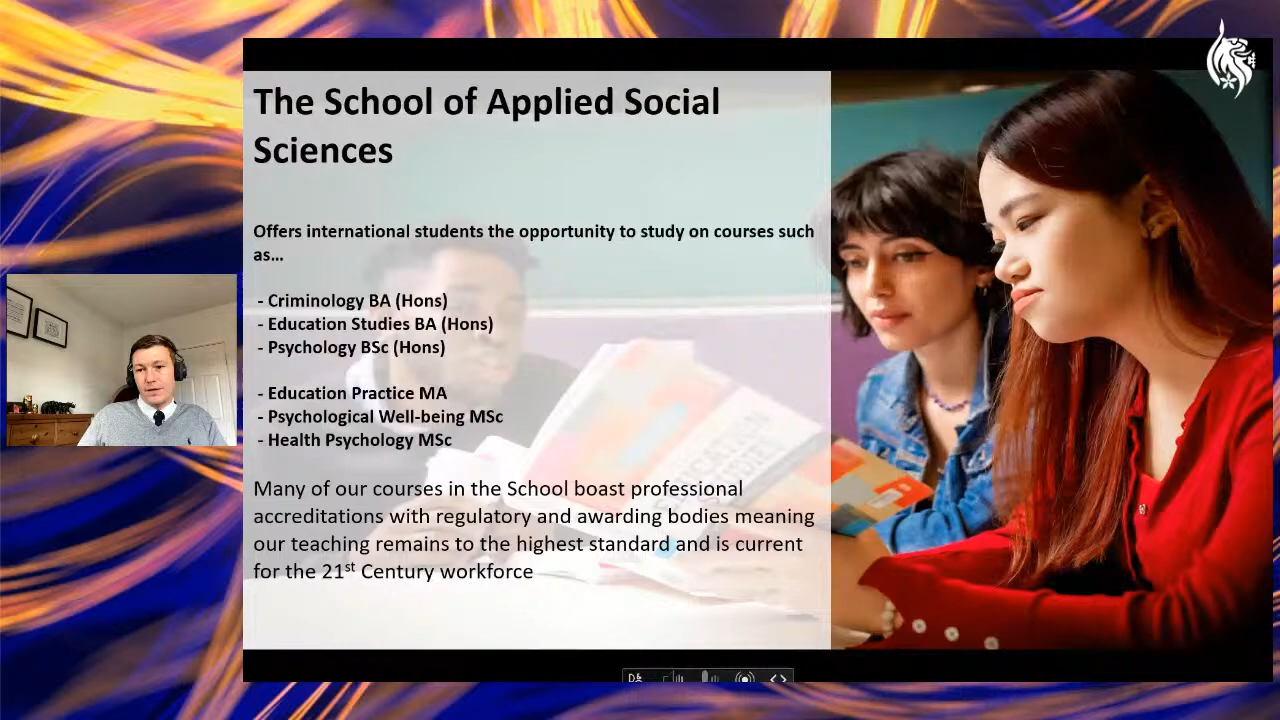 The School of Applied Social
Sciences
Offers international students the opportunity to study on courses such
as…
- Criminology BA (Hons)
- Education Studies BA (Hons)
- Psychology BSc (Hons)
- Education Practice MA
- Psychological Well-being MSc
- Health Psychology MSc
Many of our courses in the School boast professional
accreditations with regulatory and awarding bodies meaning
our teaching remains to the highest standard and is current
for the 21st Century workforce